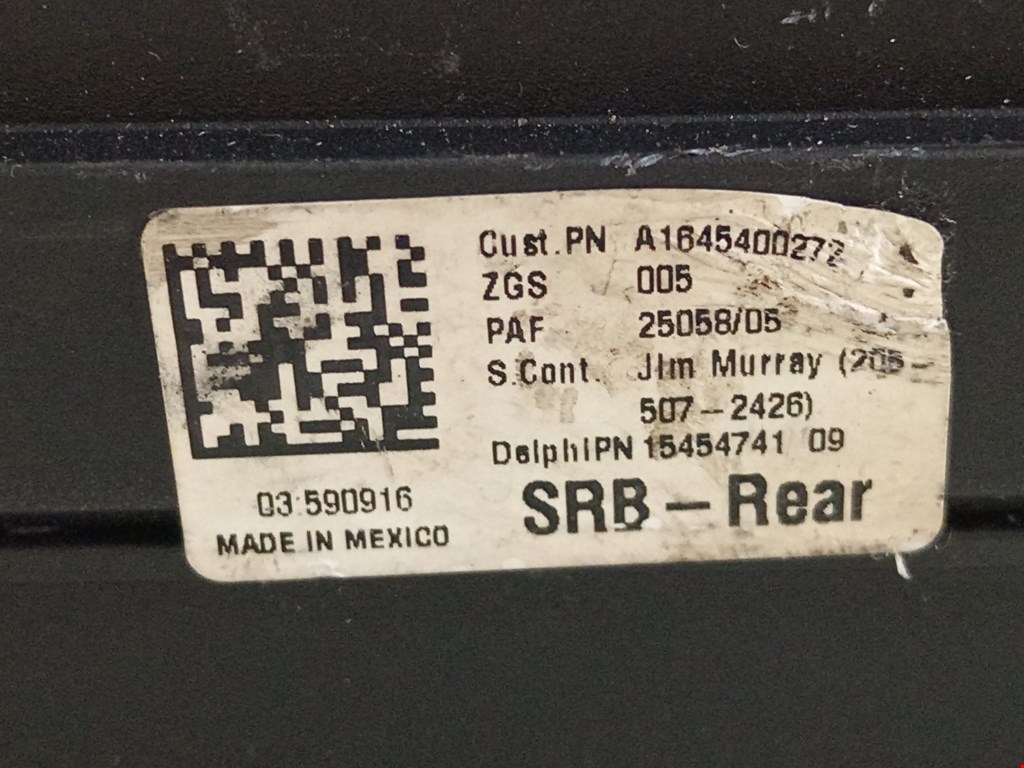 Cust.PN A1645400272
ZGS 005
PAF 25058/05
S.Cont. Jim Murray (205-
507-2426)
DelphiPN 15454741 09
SRB-Rear
03:590916
MADE IN MEXICO